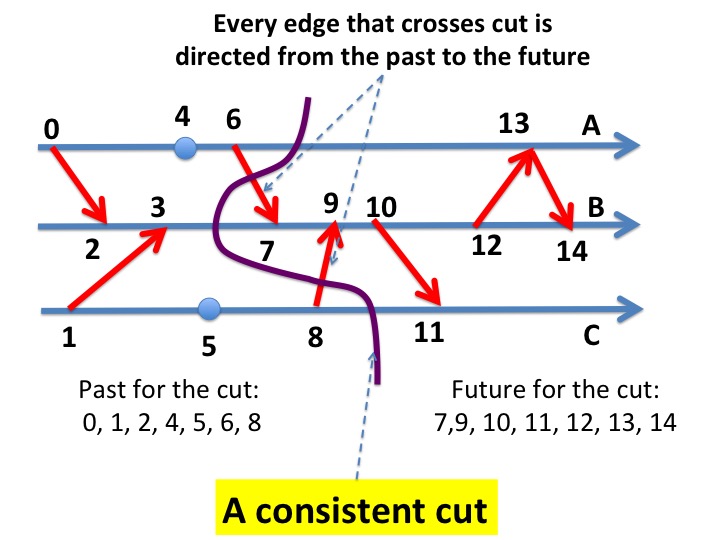 Every edge that crosses cut is
directed from the past to the future
0
4
6
13
A
3
9
10
B
2
7
12
14
1
5
8
11
C
Past for the cut:
0, 1, 2, 4, 5, 6, 8
Future for the cut:
7,9, 10, 11, 12, 13, 14
A consistent cut